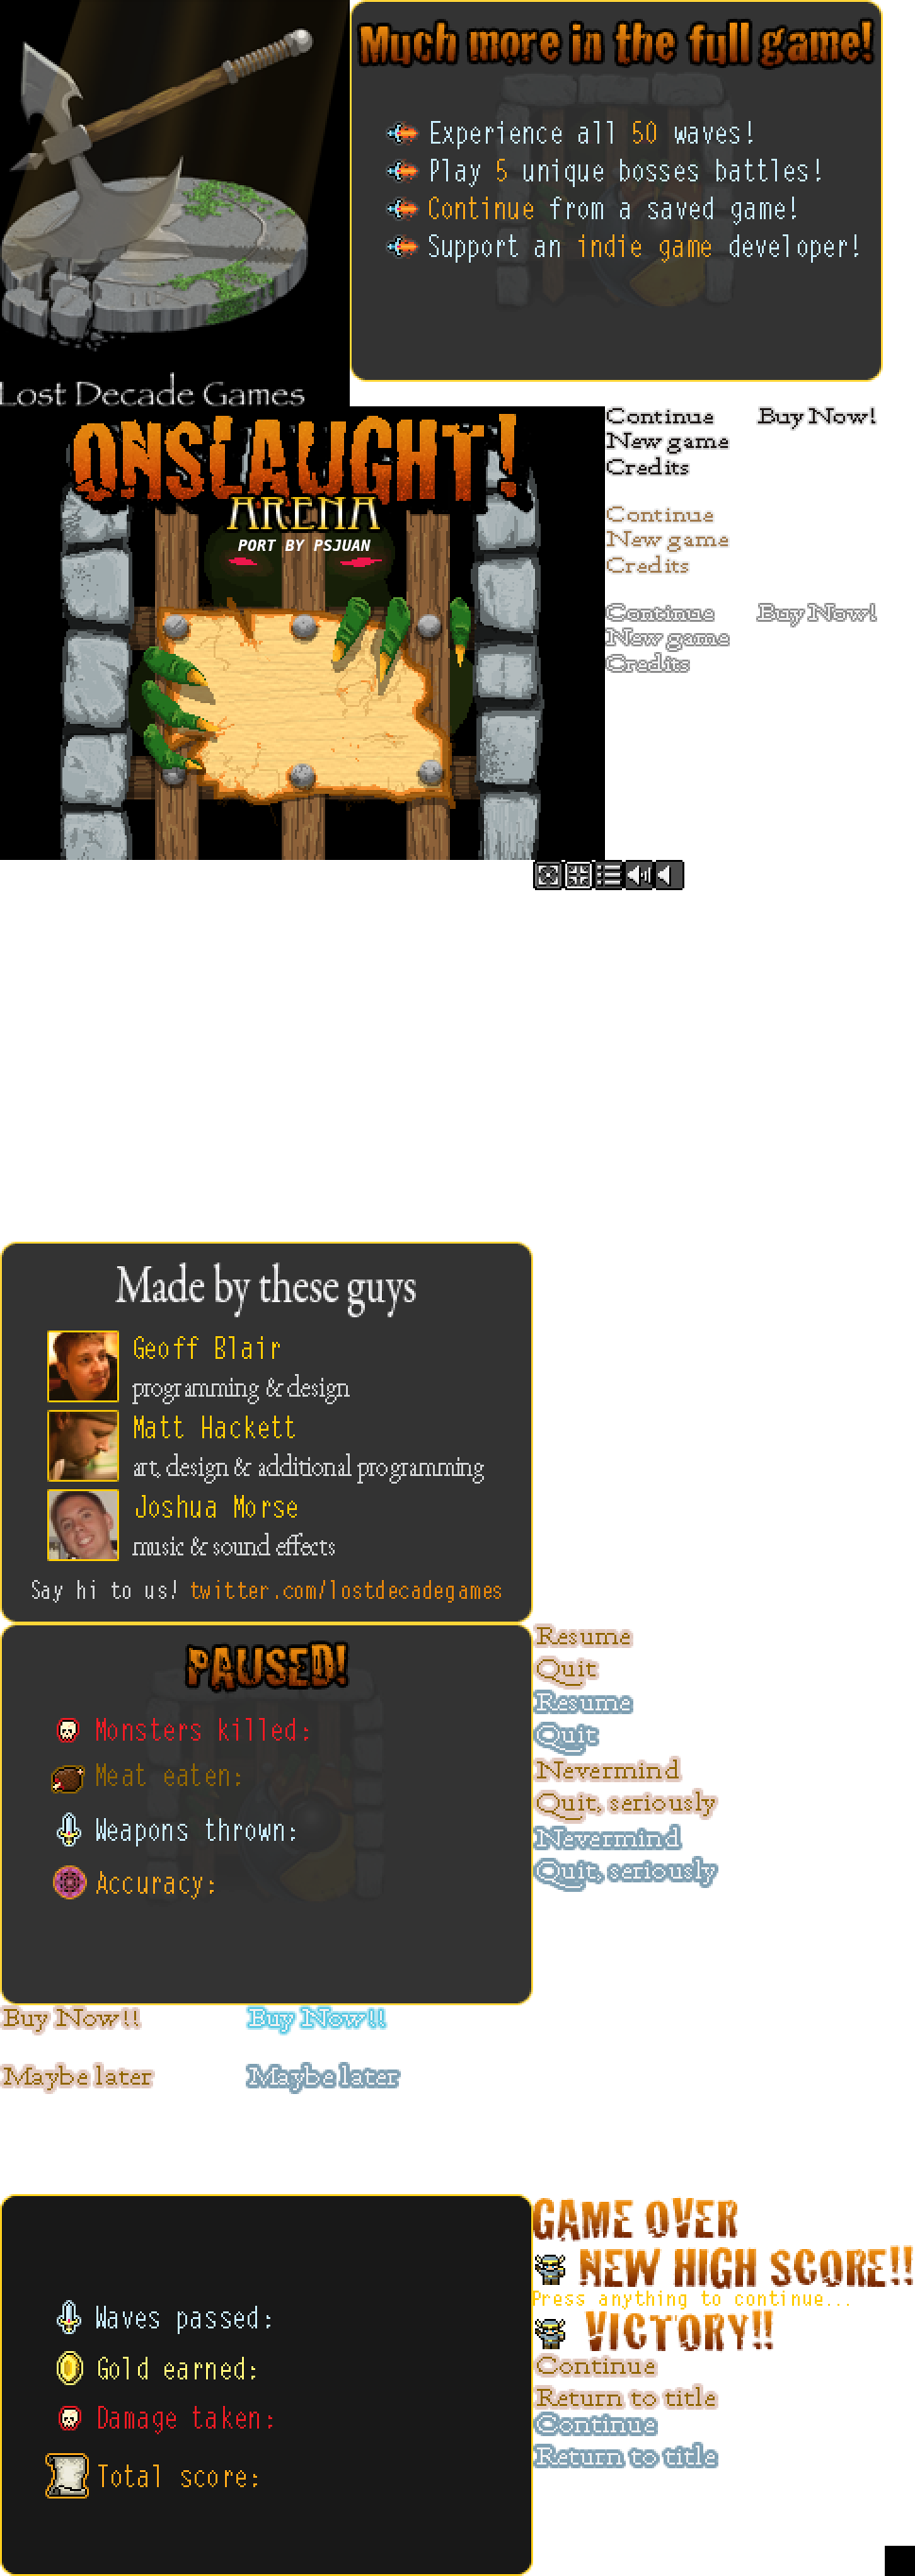 Much more in the full game!
Experience all 50 waves!
Play 5 unique bosses battles!
Continue from a saved game!
Support an indie game developer!
Lost Decade Games
ONSLAUGHT!
ARENA
PORT BY PSJUAN
Continue Buy Now!
New game
Credits
Continue
New game
Credits
Continue Buy Now!
New game
Credits
Made by these guys
Geoff Blair
programming & design
Matt Hackett
art, design & additional programming
Joshua Morse
music & sound effects
Say hi to us! twitter.com/lostdecadegames
PAUSED!
Monsters killed:
Meat eaten:
Weapons thrown:
Accuracy:
Resume
Quit
Resume
Quit
Nevermind
Quit, seriously
Nevermind
Quit, seriously
Buy Now!! Buy Now!!
Maybe later Maybe later
Waves passed:
Gold earned:
Damage taken:
Total score:
GAME OVER
NEW HIGH SCORE!!
Press anything to continue...
VICTORY!!
Continue
Return to title
Continue
Return to title